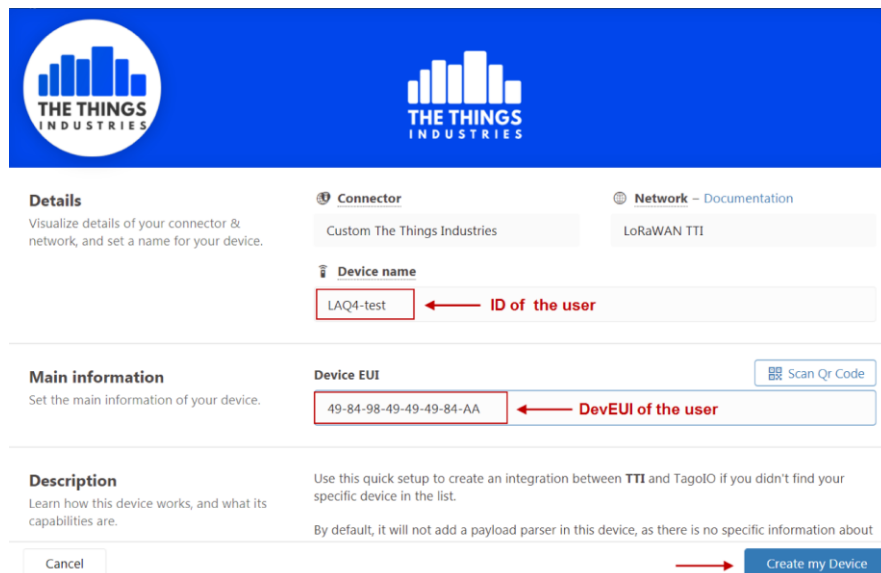 THE THINGS
INDUSTRIES
THE THINGS
INDUSTRIES
Details
Visualize details of your connector &
network, and set a name for your device.
Connector
Network – Documentation
Custom The Things Industries
LoRaWAN TTI
Device name
LAQ4-test
ID of the user
Main information
Set the main information of your device.
Device EUI
Scan Qr Code
49-84-98-49-49-49-84-AA
DevEUI of the user
Description
Learn how this device works, and what its
capabilities are.
Use this quick setup to create an integration between TTI and TagoIO if you didn't find your
specific device in the list.
By default, it will not add a payload parser in this device, as there is no specific information about
Cancel
Create my Device